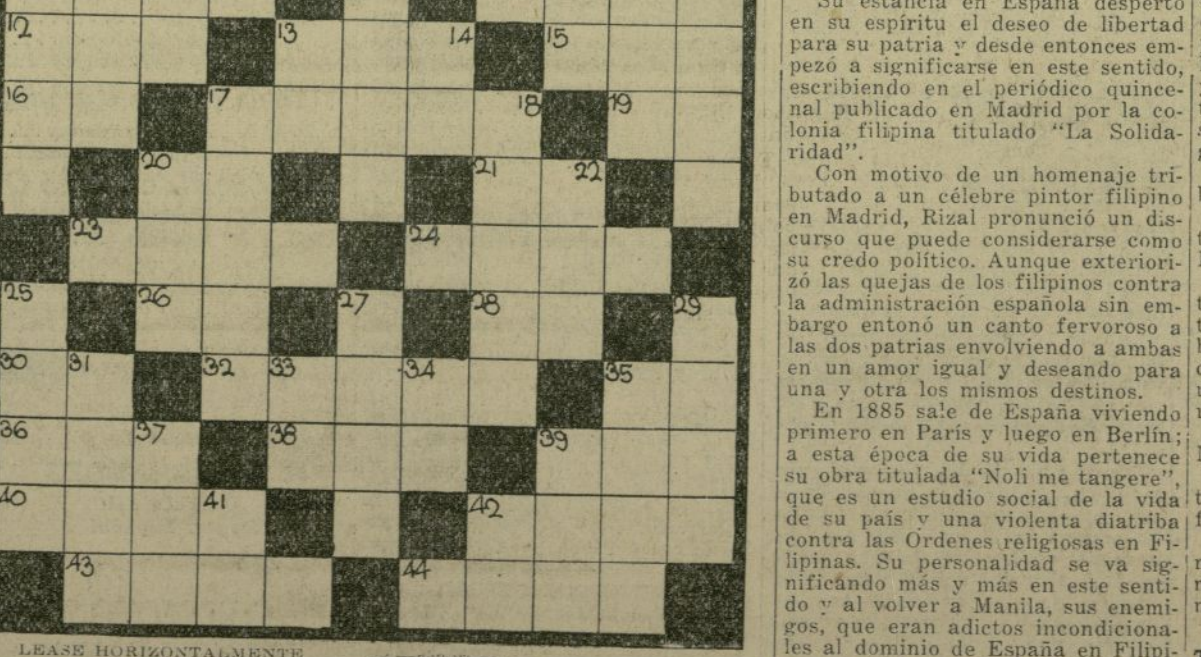 12 13 14 15
16 17 18 19
20 21 22
23 24
25 26 27 28 29
30 31 32 33 34 35
36 37 38 39
40 41 42
43 44
LEASE HORIZONTALMENTE
Su estancia en España despertó
en su espíritu el deseo de libertad
para su patria y desde entonces em-
pezó a significarse en este sentido,
escribiendo en el periódico quince-
nal publicado en Madrid por la co-
lonia filipina titulado "La Solida-
ridad".
Con motivo de un homenaje tri-
butado a un célebre pintor filipino
en Madrid, Rizal pronunció un dis-
curso que puede considerarse como
su credo político. Aunque exteriori-
zó las quejas de los filipinos contra
la administración española sin em-
bargo entonó un canto fervoroso a
las dos patrias envolviendo a ambas
en un amor igual y deseando para
una y otra los mismos destinos.
En 1885 sale de España viviendo
primero en París y luego en Berlín;
a esta época de su vida pertenece
su obra titulada "Noli me tangere",
que es un estudio social de la vida
de su país y una violenta diatriba
contra las Ordenes religiosas en Fi-
lipinas. Su personalidad se va sig-
nificando más y más en este senti-
do y al volver a Manila, sus enemi-
gos, que eran adictos incondiciona-
les al dominio de España en Filipi-